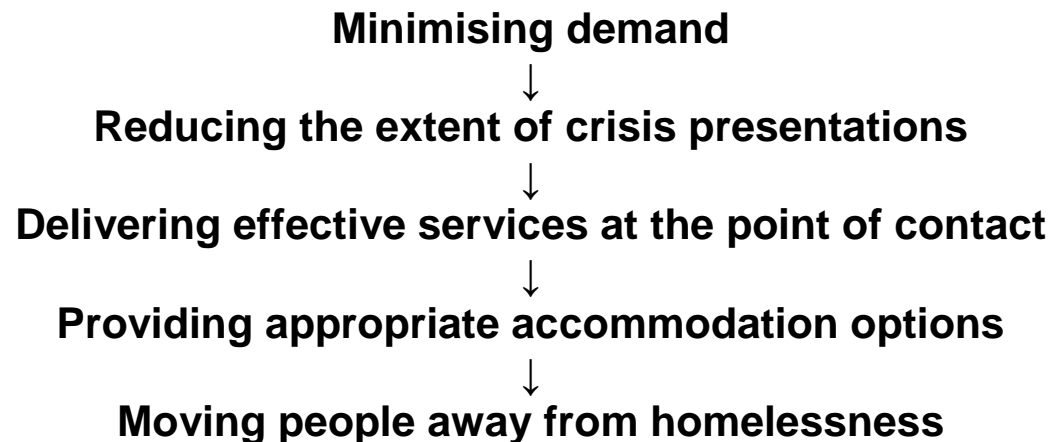 Minimising demand
↓
Reducing the extent of crisis presentations
↓
Delivering effective services at the point of contact
↓
Providing appropriate accommodation options
↓
Moving people away from homelessness